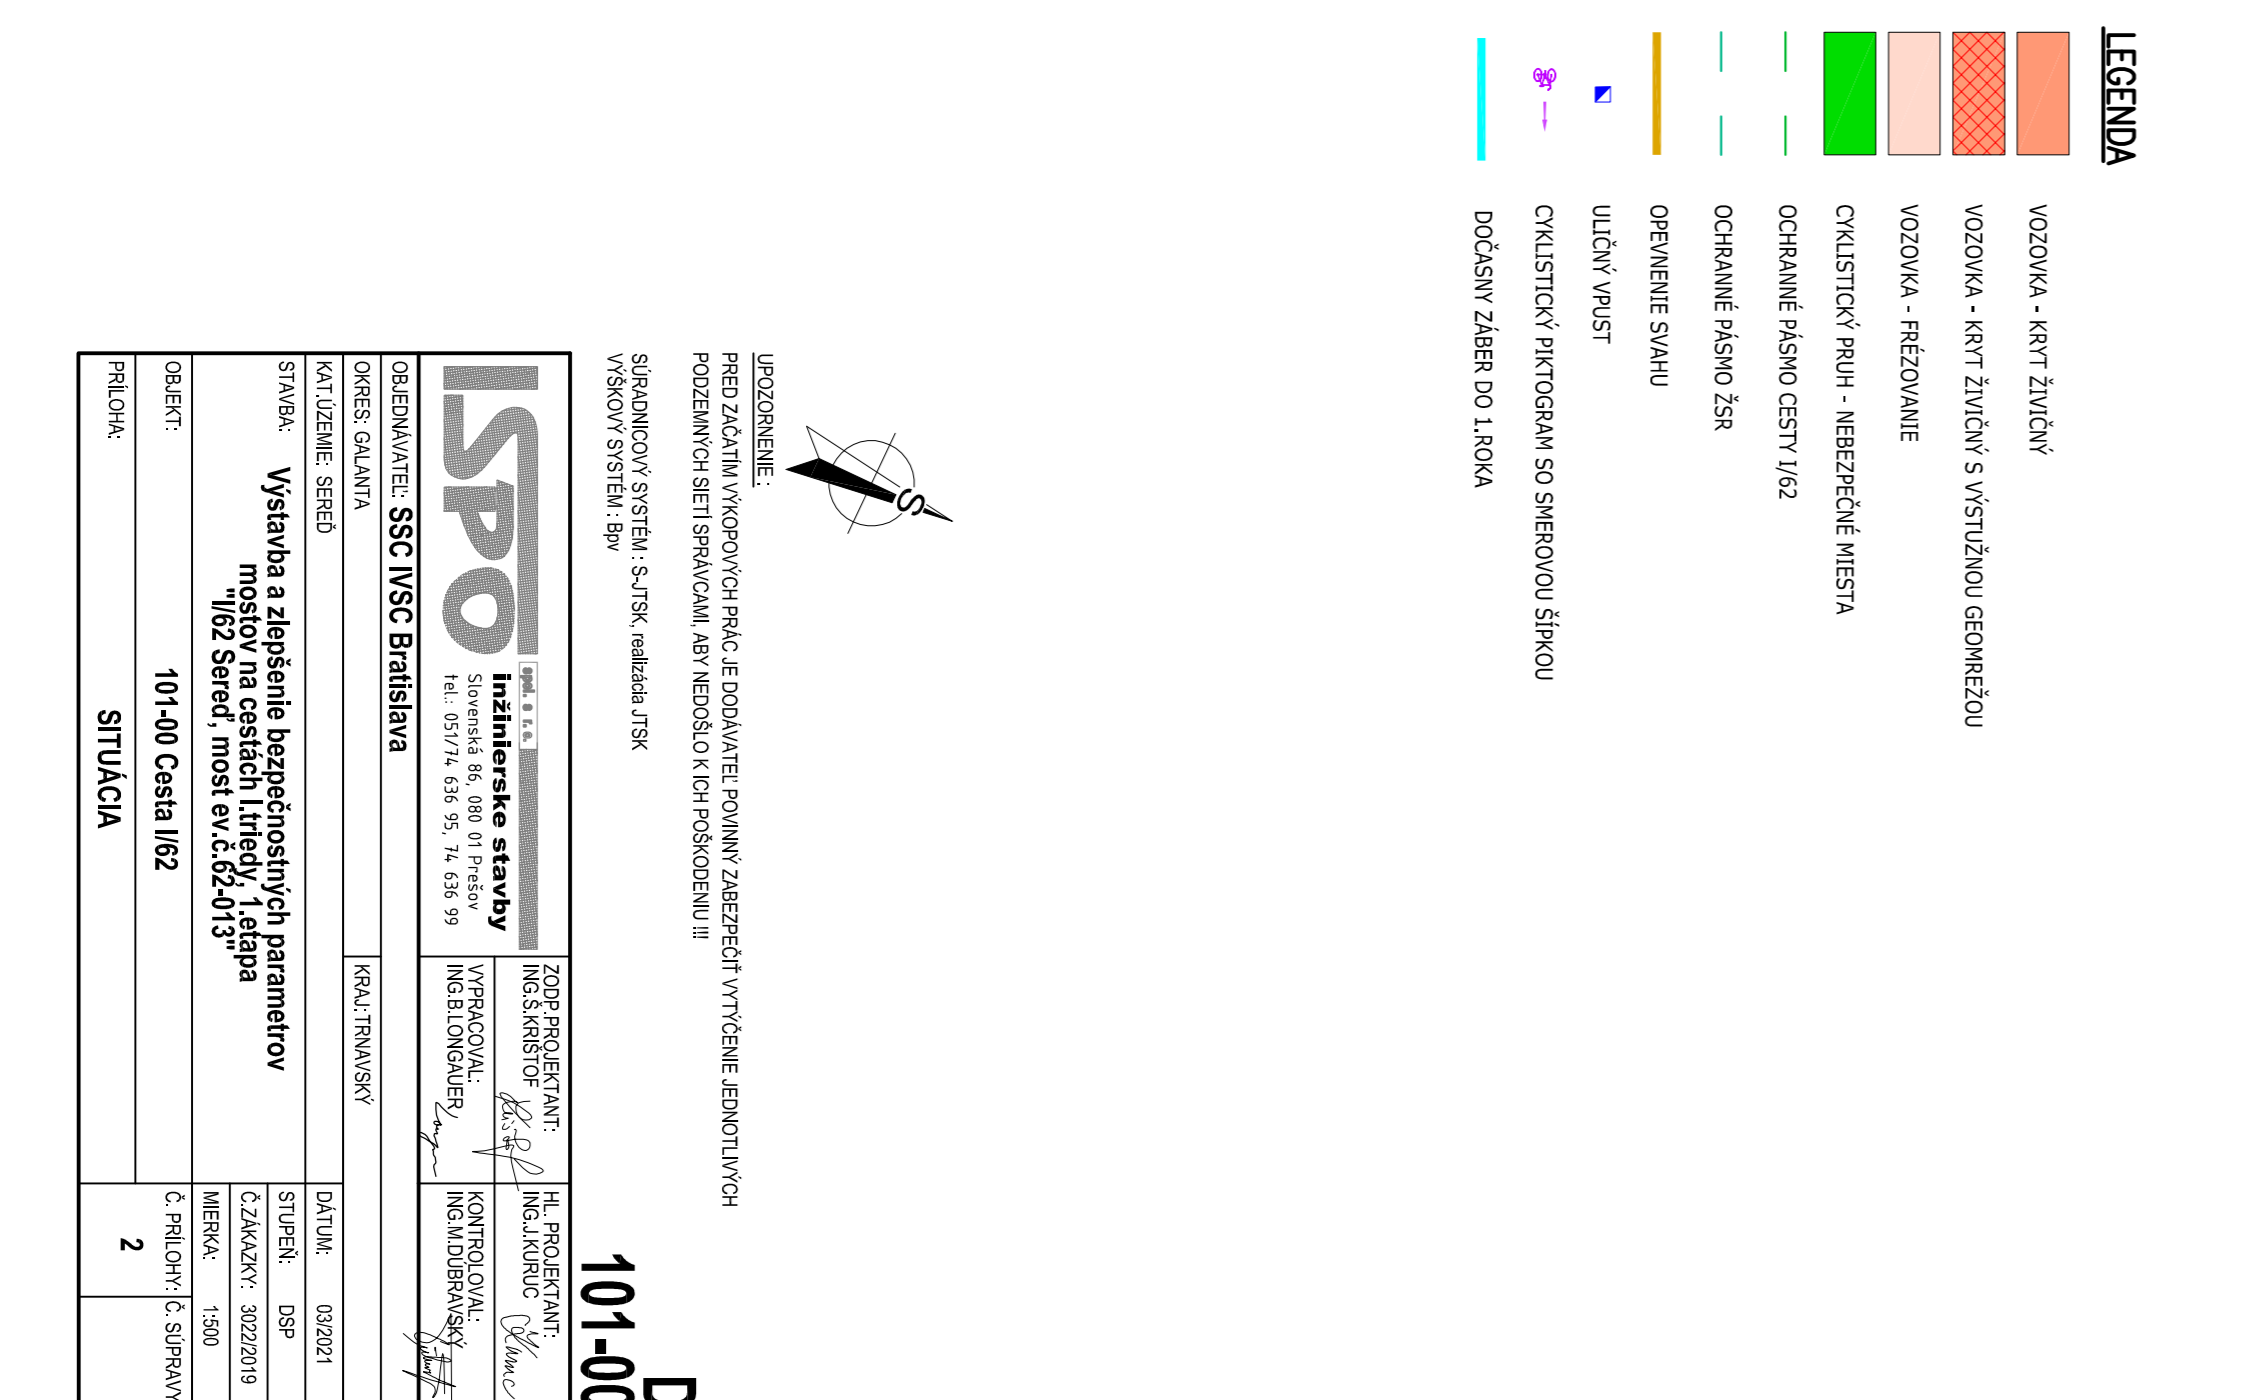 LEGENDA
VOZOVKA - KRYT ŽIVIČNÝ
VOZOVKA - KRYT ŽIVIČNÝ S VÝSTUŽNOU GEOMREŽOU
VOZOVKA - FRÉZOVANIE
CYKLISTICKÝ PRUH - NEBEZPEČNÉ MIESTA
OCHRANNÉ PÁSMO CESTY I/62
OCHRANNÉ PÁSMO ŽSR
OPEVNENIE SVAHU
ULIČNÝ VPUST
CYKLISTICKÝ PIKTOGRAM SO SMEROVOU ŠÍPKOU
DOČASNY ZÁBER DO 1.ROKA
S
UPOZORNENIE :
PRED ZAČATÍM VÝKOPOVÝCH PRÁC JE DODÁVATEĽ POVINNÝ ZABEZPEČIŤ VYTÝČENIE JEDNOTLIVÝCH
PODZEMNÝCH SIETÍ SPRÁVCAMI, ABY NEDOŠLO K ICH POŠKODENIU !!!
SÚRADNICOVÝ SYSTÉM : S-JTSK, realizácia JTSK
VÝŠKOVÝ SYSTÉM : Bpv
101-00
ISPO
spol. s r. o.
inžinierske stavby
Slovenská 86, 080 01 Prešov
tel.: 051/74 636 95, 74 636 99
ZODP.PROJEKTANT:
ING.Š.KRIŠTOF
HL. PROJEKTANT:
ING.J.KURUC
VYPRACOVAL:
ING.B.LONGAUER
KONTROLOVAL:
ING.M.DÚBRAVSKÝ
OBJEDNÁVATEĽ: SSC IVSC Bratislava
OKRES: GALANTA
KRAJ: TRNAVSKÝ
KAT.ÚZEMIE: SEREĎ
DÁTUM: 03/2021
STAVBA: Výstavba a zlepšenie bezpečnostných parametrov
mostov na cestách I.triedy, 1.etapa
"I/62 Sereď, most ev.č.62-013"
STUPEŇ: DSP
Č.ZÁKAZKY: 3022/2019
MIERKA: 1:500
OBJEKT: 101-00 Cesta I/62
Č. PRÍLOHY:
Č. SÚPRAVY
PRÍLOHA: SITUÁCIA
2